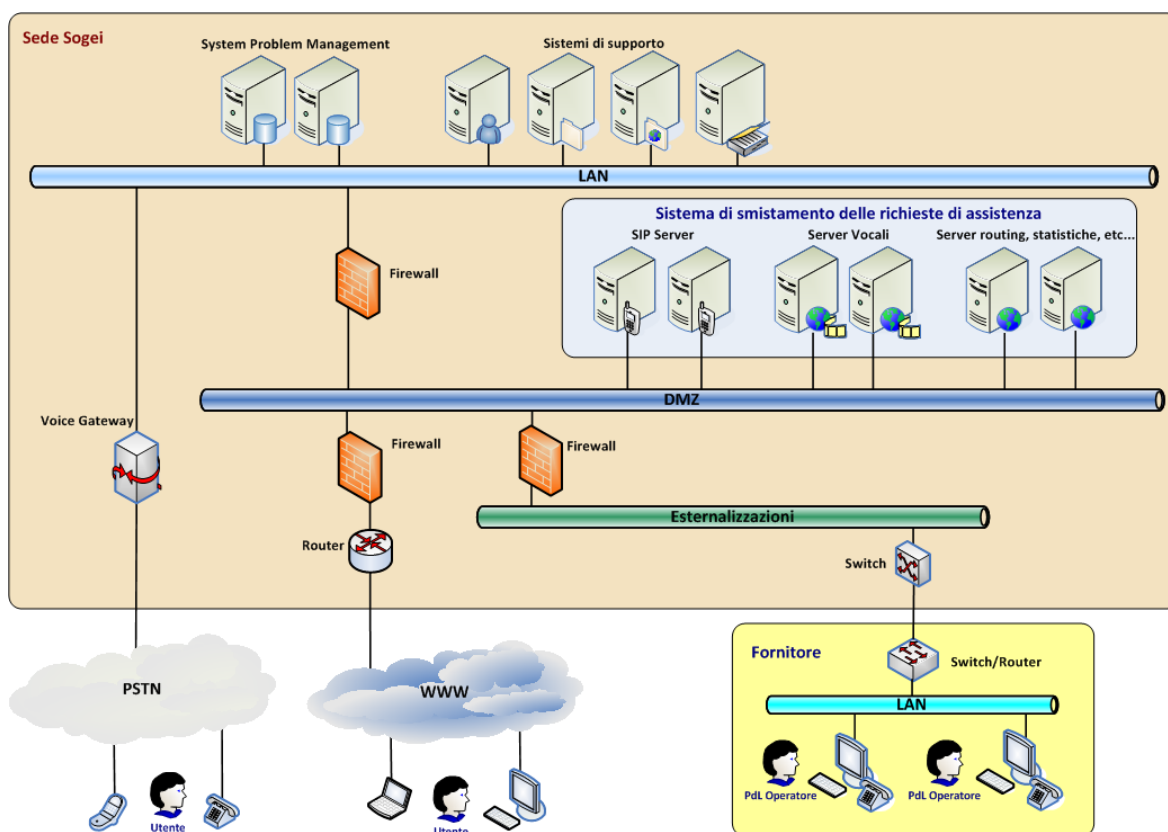 Sede Sogei
System Problem Management
Sistemi di supporto
LAN
Sistema di smistamento delle richieste di assistenza
SIP Server
Server Vocali
Server routing, statistiche, etc...
Firewall
DMZ
Voice Gateway
Firewall
Firewall
Esternalizzazioni
Router
Switch
Fornitore
Switch/Router
PSTN
WWW
LAN
PdL Operatore
PdL Operatore
Utente
Utente